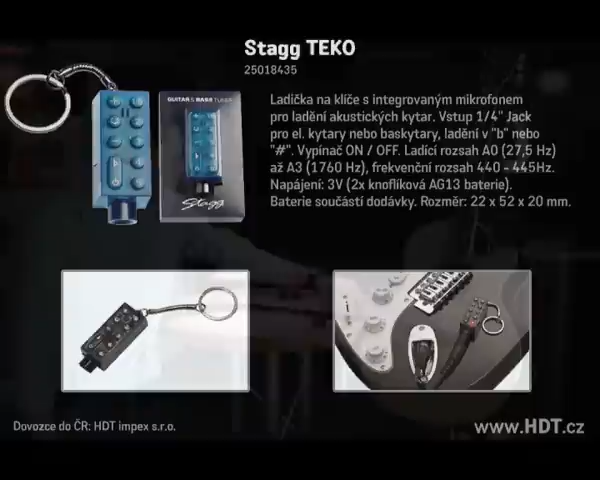 Stagg TEKO
25018435
GUITAR & BASS TUNER
Stagg
Ladička na klíče s integrovaným mikrofonem
pro ladění akustických kytar. Vstup 1/4" Jack
pro el. kytary nebo baskytary, ladění v "b" nebo
"#". Vypínač ON / OFF. Ladící rozsah A0 (27,5 Hz)
až A3 (1760 Hz), frekvenční rozsah 440 - 445Hz.
Napájení: 3V (2x knoflíková AG13 baterie).
Baterie součástí dodávky. Rozměr: 22 x 52 x 20 mm.
Dovozce do ČR: HDT impex s.r.o.
www.HDT.cz